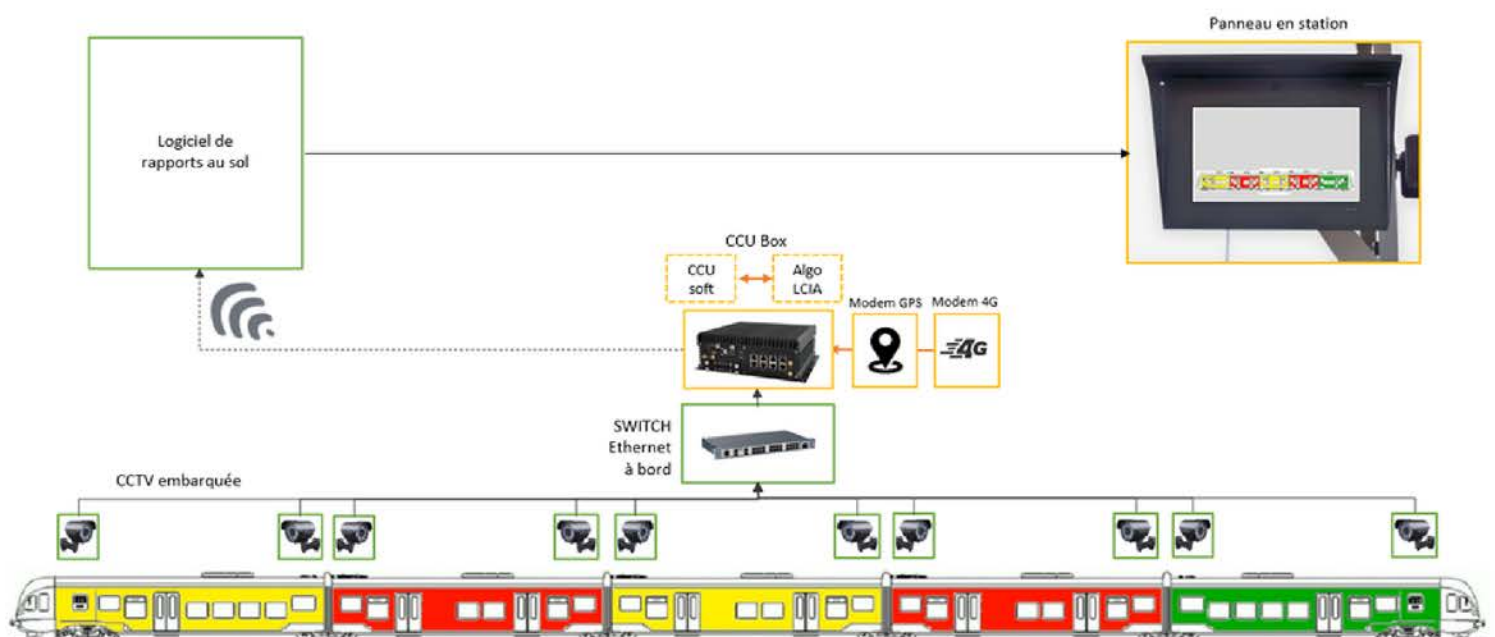 Panneau en station
Logiciel de
rapports au sol
CCU Box
CCU
soft
Algo
LCIA
Modem GPS
Modem 4G
4G
SWITCH
Ethernet
à bord
CCTV embarquée